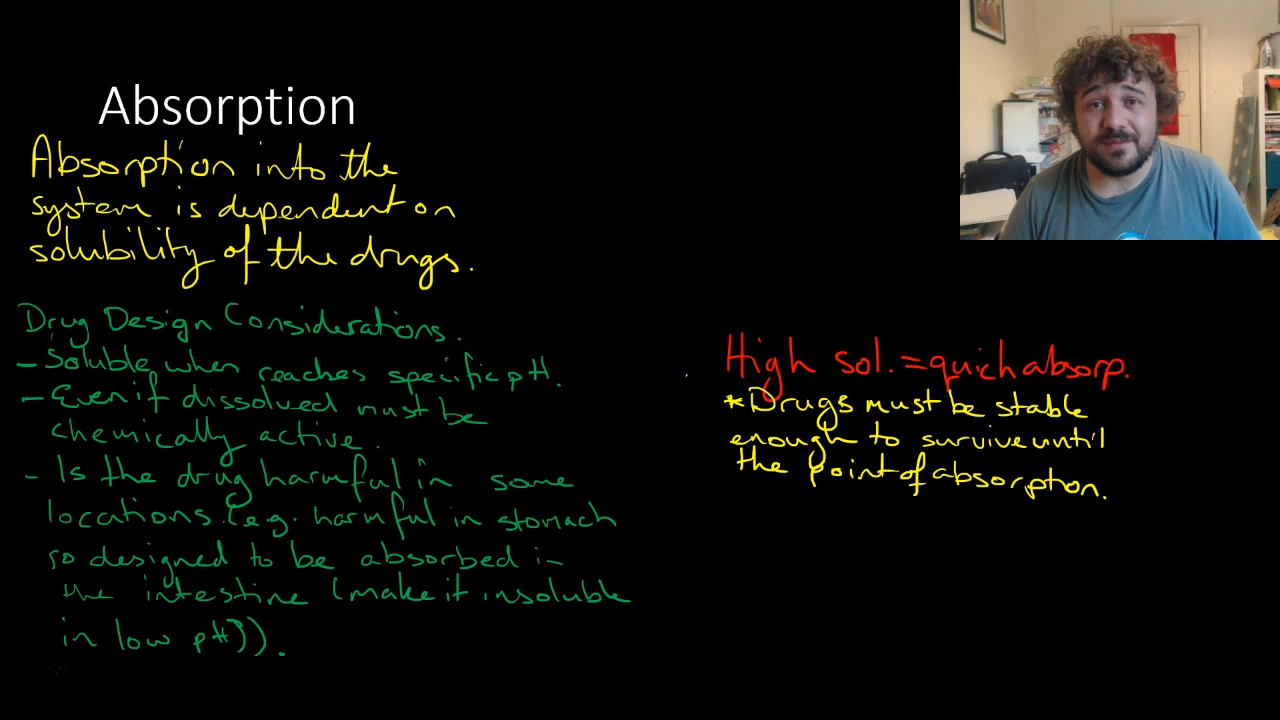 Absorption
Absorption into the
system is dependent on
solubility of the drugs.
Drug Design Considerations.
- Soluble when reaches specific pH.
- Even if dissolved must be
chemically active.
- Is the drug harmful in some
locations. (e.g. harmful in stomach
so designed to be absorbed in
the intestine (make it insoluble
in low pH)).
High sol. = quick absorp.
*Drugs must be stable
enough to survive until
the point of absorption.